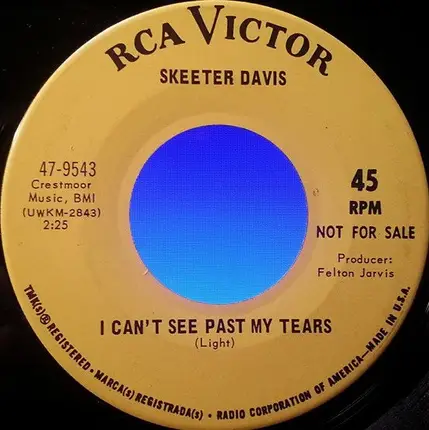 RCA VICTOR
SKEETER DAVIS
47-9543
Crestmoor
Music, BMI
(UWKM-2843)
2:25
45
RPM
NOT FOR SALE
Producer:
Felton Jarvis
I CAN'T SEE PAST MY TEARS
(Light)
TMK(s) ® REGISTERED • MARCA(s) REGISTRADA(s) • RADIO CORPORATION OF AMERICA—MADE IN U.S.A.